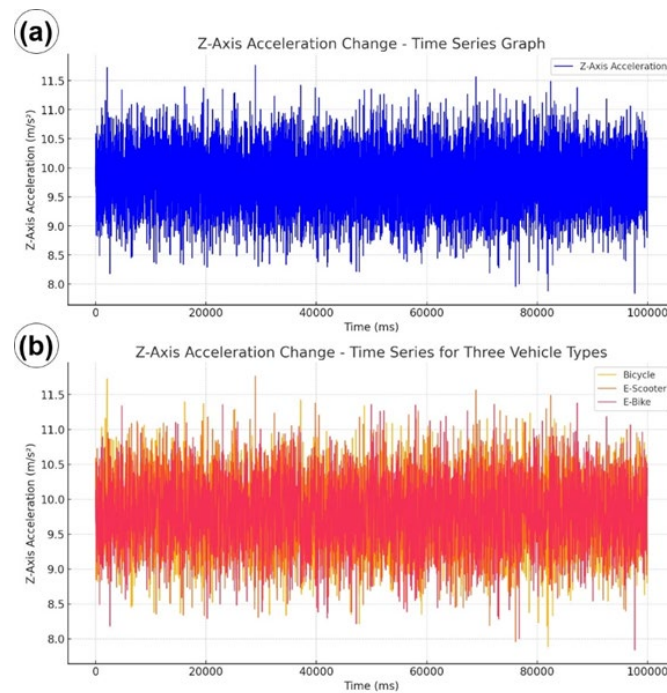 (a)
Z-Axis Acceleration Change - Time Series Graph
Z-Axis Acceleration
11.5
11.0
10.5
10.0
9.5
9.0
8.5
8.0
Z-Axis Acceleration (m/s²)
0 20000 40000 60000 80000 100000
Time (ms)
(b)
Z-Axis Acceleration Change - Time Series for Three Vehicle Types
Bicycle
E-Scooter
E-Bike
11.5
11.0
10.5
10.0
9.5
9.0
8.5
8.0
Z-Axis Acceleration (m/s²)
0 20000 40000 60000 80000 100000
Time (ms)